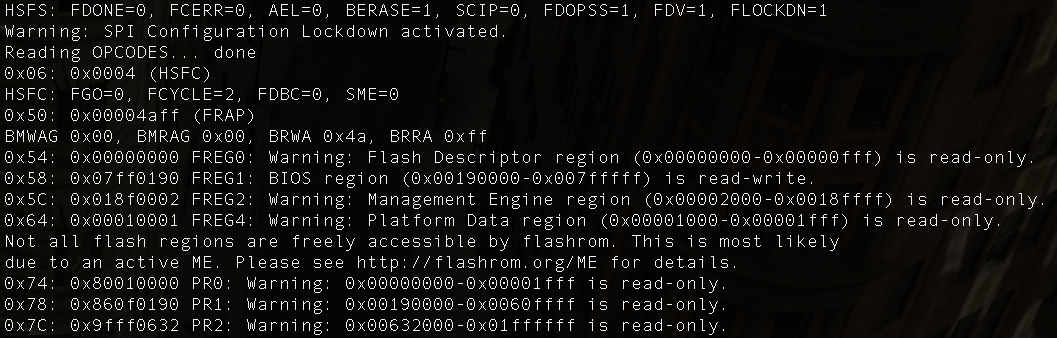 HSFS: FDONE=0, FCERR=0, AEL=0, BERASE=1, SCIP=0, FDOPSS=1, FDV=1, FLOCKDN=1
Warning: SPI Configuration Lockdown activated.
Reading OPCODES... done
0x06: 0x0004 (HSFC)
HSFC: FGO=0, FCYCLE=2, FDBC=0, SME=0
0x50: 0x00004aff (FRAP)
BMWAG 0x00, BMRAG 0x00, BRWA 0x4a, BRRA 0xff
0x54: 0x00000000 FREG0: Warning: Flash Descriptor region (0x00000000-0x00000fff) is read-only.
0x58: 0x07ff0190 FREG1: BIOS region (0x00190000-0x007fffff) is read-write.
0x5C: 0x018f0002 FREG2: Warning: Management Engine region (0x00002000-0x0018ffff) is read-only.
0x64: 0x00010001 FREG4: Warning: Platform Data region (0x00001000-0x00001fff) is read-only.
Not all flash regions are freely accessible by flashrom. This is most likely
due to an active ME. Please see http://flashrom.org/ME for details.
0x74: 0x80010000 PR0: Warning: 0x00000000-0x00001fff is read-only.
0x78: 0x860f0190 PR1: Warning: 0x00190000-0x0060ffff is read-only.
0x7C: 0x9fff0632 PR2: Warning: 0x00632000-0x01ffffff is read-only.